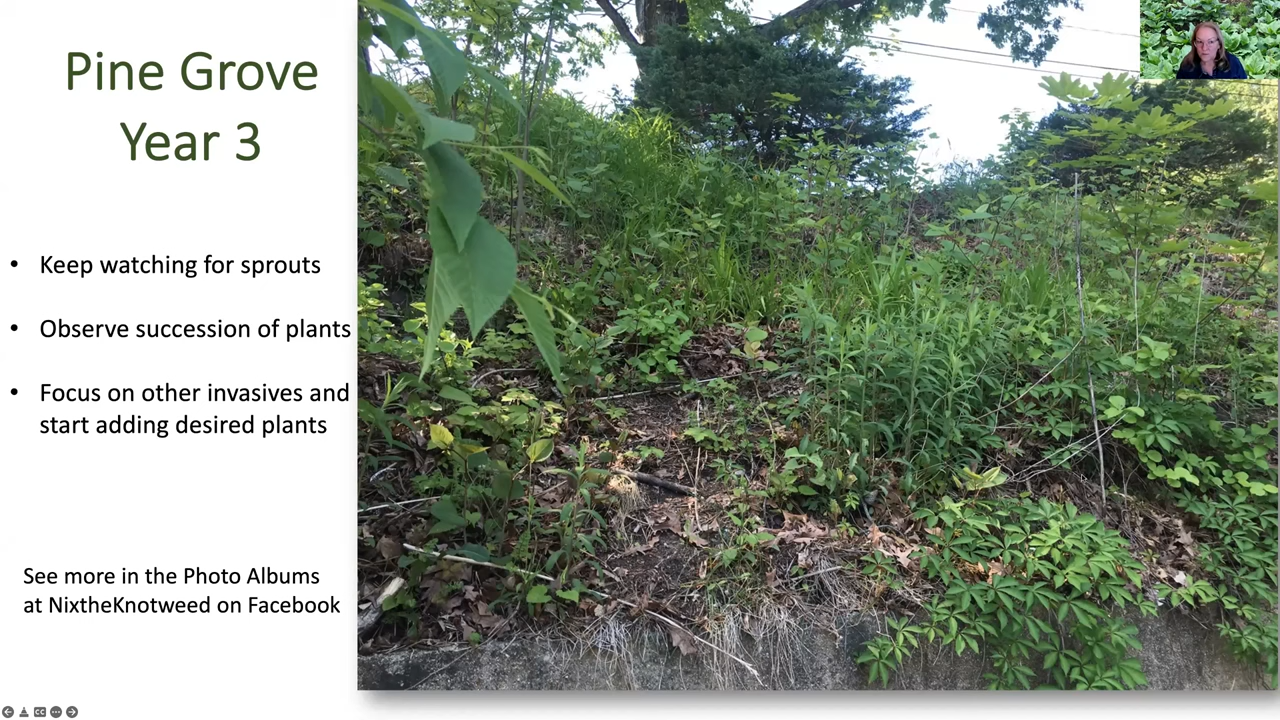 Pine Grove
Year 3
• Keep watching for sprouts
• Observe succession of plants
• Focus on other invasives and
start adding desired plants
See more in the Photo Albums
at NixtheKnotweed on Facebook